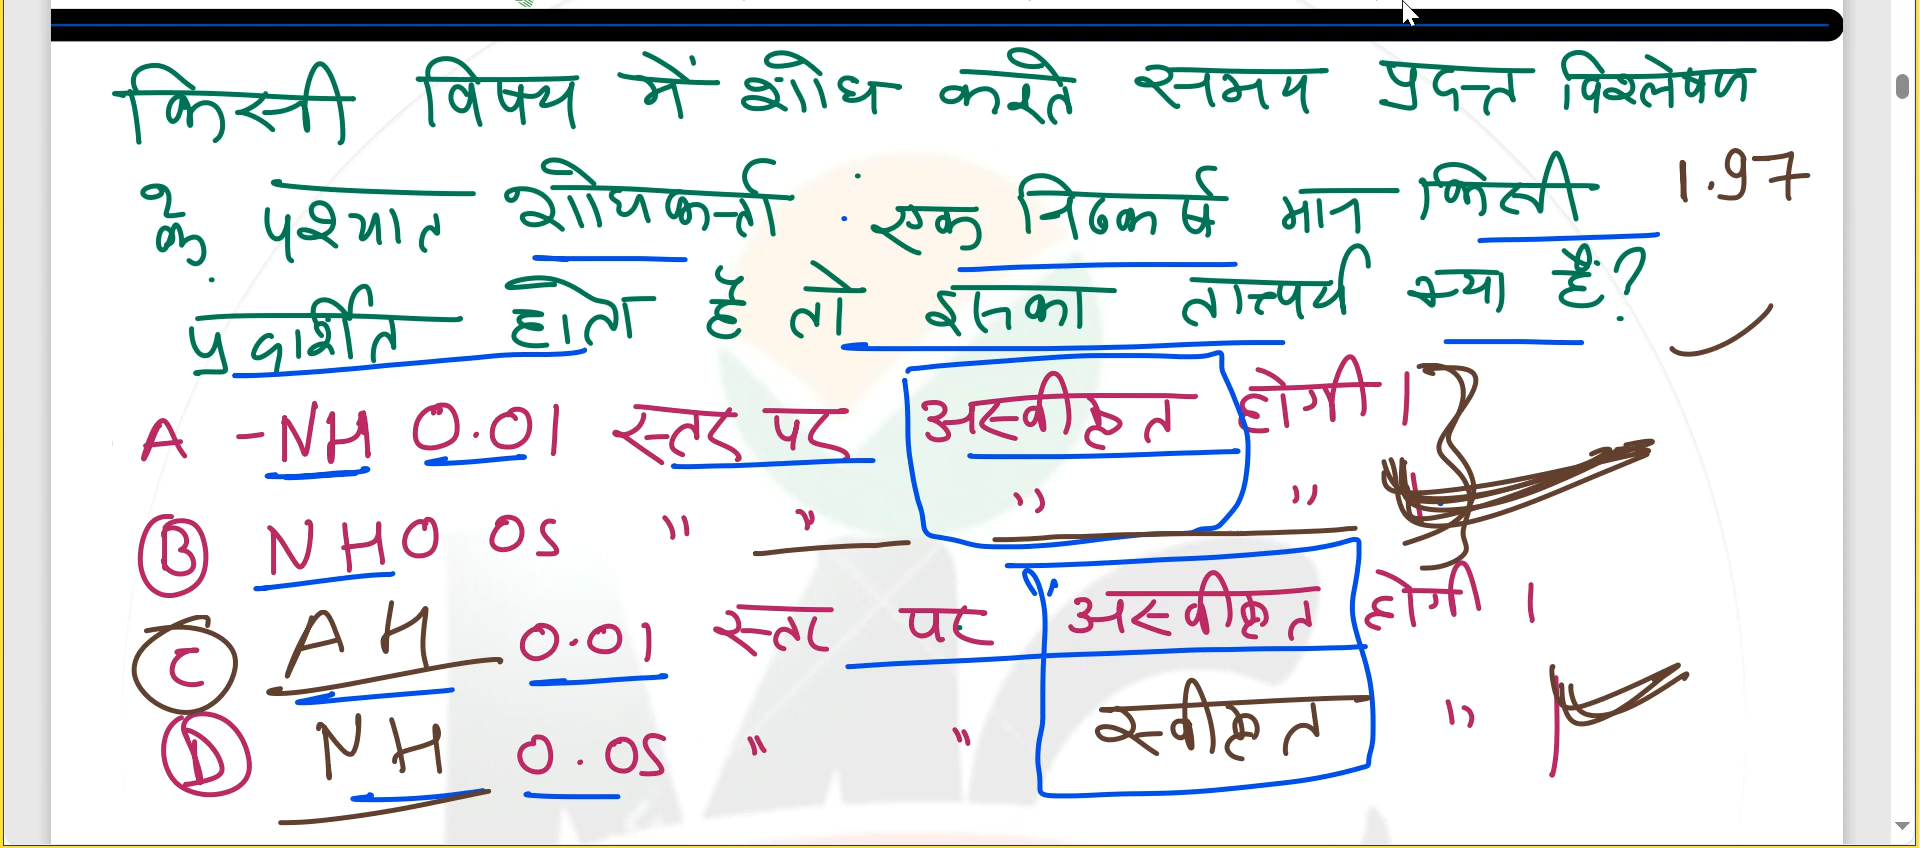 किसी विषय में शोध करते समय प्रदन्त विश्लेषण
के पश्यात शोधकर्न्ता एक निष्कर्ष मान किसी 1.97
प्रदर्शित होता है तो इसका तात्पर्य क्या है?
A - NH 0.01 स्तर पर अस्वीकृत होगी।
B NH 0 05 " " " "
C AH 0.01 स्तर पर अस्वीकृत होगी।
D NH 0.05 " " स्वीकृत "